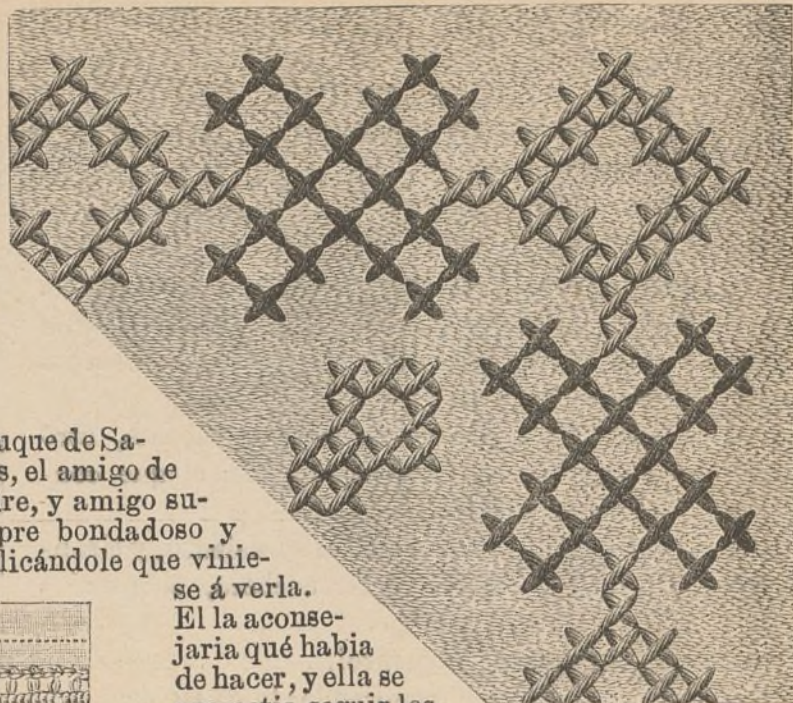 uque de Sa-
s, el amigo de
re, y amigo su-
pre bondadoso y
licándole que vinie-
se á verla.
El la aconse-
jaria qué habia
de hacer, y ella se